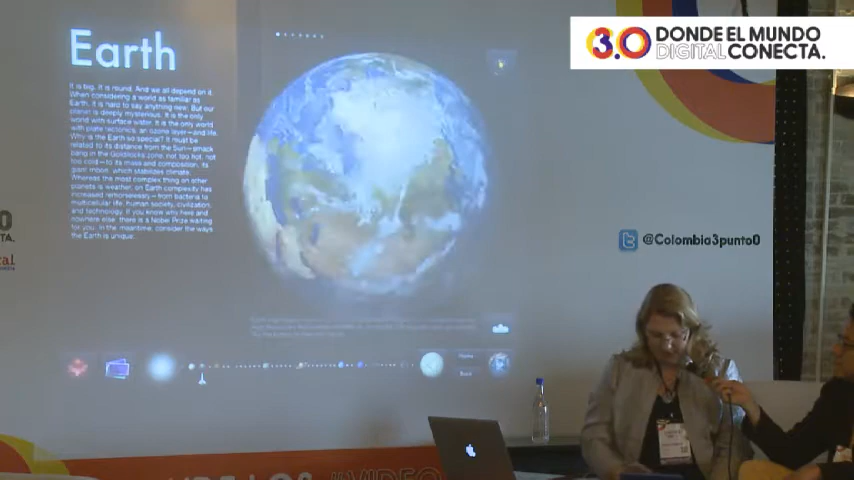 Earth
It is big. It is round. And we all depend on it.
When considering a world as familiar as
Earth, it is hard to say anything new. But our
planet is deeply mysterious. It is the only
world with surface water. It is the only world
with plate tectonics, an ozone layer—and life.
Why is the Earth so special? It must be
related to its distance from the Sun—smack
bang in the Goldilocks zone, not too hot, not
too cold—to its mass and composition, its
giant moon, which stabilizes climate.
Whereas the most complex thing on other
planets is weather, on Earth complexity has
increased remorselessly—from bacteria to
multicellular life, human society, civilization,
and technology. If you know why here and
nowhere else, there is a Nobel Prize waiting
for you. In the meantime, consider the ways
the Earth is unique.
Home
Back
3.0 DONDE EL MUNDO
DIGITAL CONECTA.
@Colombia3punto0